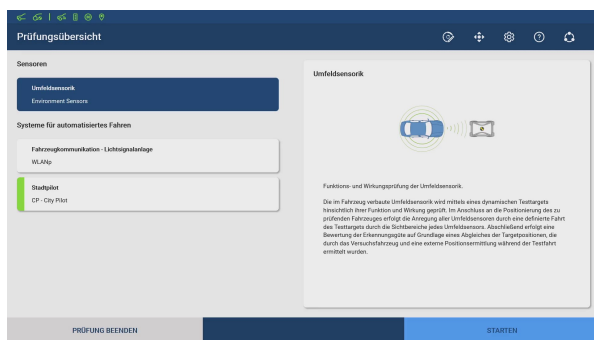 Prüfungsübersicht
Sensoren
Umfeldsensorik
Environment Sensors
Systeme für automatisiertes Fahren
Fahrzeugkommunikation - Lichtsignalanlage
WLANp
Stadtpilot
CP - City Pilot
Umfeldsensorik
Funktions- und Wirkungsprüfung der Umfeldsensorik.
Die im Fahrzeug verbaute Umfeldsensorik wird mittels eines dynamischen Testtargets
hinsichtlich ihrer Funktion und Wirkung geprüft. Im Anschluss an die Positionierung des zu
prüfenden Fahrzeuges erfolgt die Anregung aller Umfeldsensoren durch eine definierte Fahrt
des Testtargets durch die Sichtbereiche jedes Umfeldsensors. Abschließend erfolgt eine
Bewertung der Erkennungsgüte auf Grundlage eines Abgleiches der Targetpositionen, die
durch das Versuchsfahrzeug und eine externe Positionsermittlung während der Testfahrt
ermittelt wurden.
PRÜFUNG BEENDEN
STARTEN